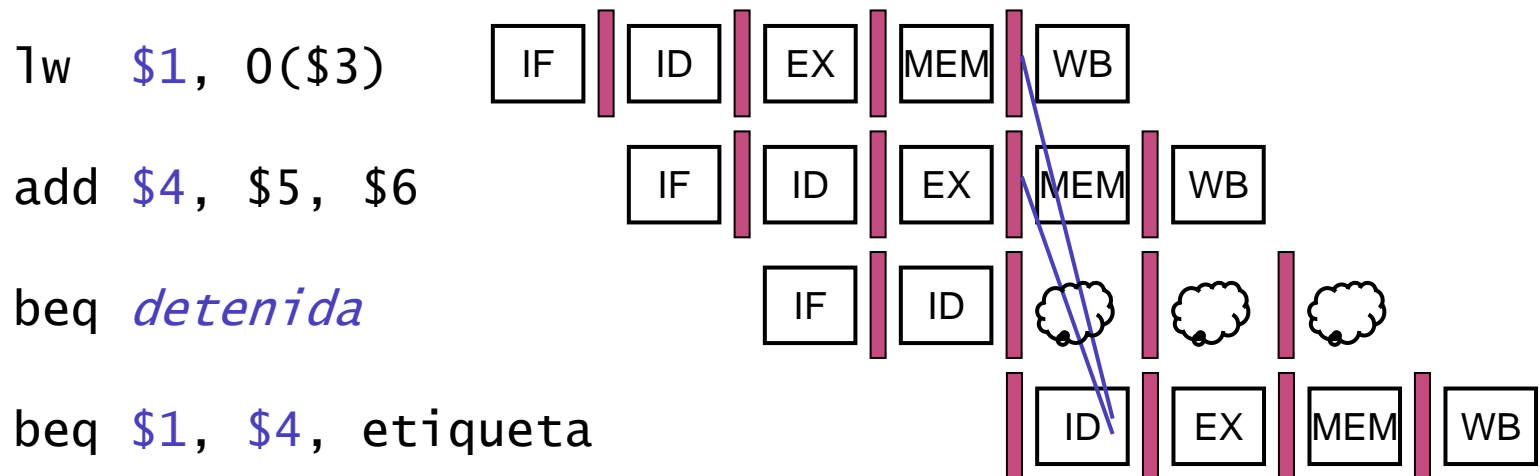 lw $1, 0($3) IF ID EX MEM WB
add $4, $5, $6 IF ID EX MEM WB
beq detenida IF ID
beq $1, $4, etiqueta ID EX MEM WB